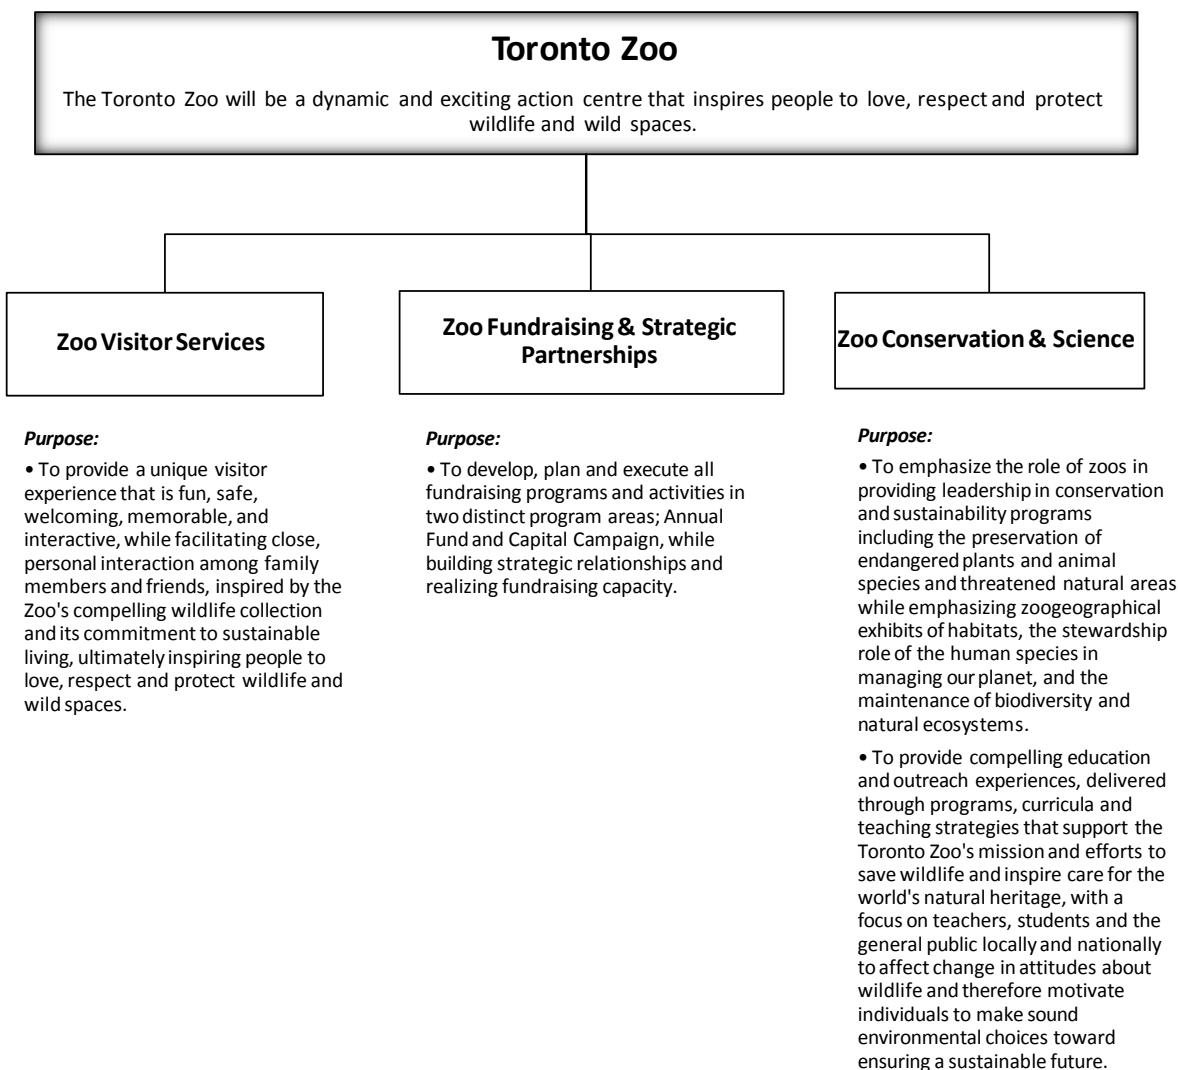 Toronto Zoo
The Toronto Zoo will be a dynamic and exciting action centre that inspires people to love, respect and protect
wildlife and wild spaces.
Zoo Visitor Services
Zoo Fundraising & Strategic
Partnerships
Zoo Conservation & Science
Purpose:
• To provide a unique visitor
experience that is fun, safe,
welcoming, memorable, and
interactive, while facilitating close,
personal interaction among family
members and friends, inspired by the
Zoo's compelling wildlife collection
and its commitment to sustainable
living, ultimately inspiring people to
love, respect and protect wildlife and
wild spaces.
Purpose:
• To develop, plan and execute all
fundraising programs and activities in
two distinct program areas; Annual
Fund and Capital Campaign, while
building strategic relationships and
realizing fundraising capacity.
Purpose:
• To emphasize the role of zoos in
providing leadership in conservation
and sustainability programs
including the preservation of
endangered plants and animal
species and threatened natural areas
while emphasizing zoogeographical
exhibits of habitats, the stewardship
role of the human species in
managing our planet, and the
maintenance of biodiversity and
natural ecosystems.
• To provide compelling education
and outreach experiences, delivered
through programs, curricula and
teaching strategies that support the
Toronto Zoo's mission and efforts to
save wildlife and inspire care for the
world's natural heritage, with a
focus on teachers, students and the
general public locally and nationally
to affect change in attitudes about
wildlife and therefore motivate
individuals to make sound
environmental choices toward
ensuring a sustainable future.